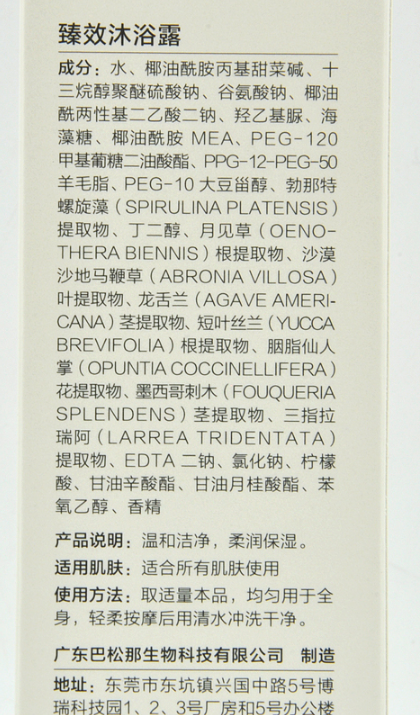 臻效沐浴露
成分：水、椰油酰胺丙基甜菜碱、十
三烷醇聚醚硫酸钠、谷氨酸钠、椰油
酰两性基二乙酸二钠、羟乙基脲、海
藻糖、椰油酰胺 MEA、PEG-120
甲基葡糖二油酸酯、PPG-12-PEG-50
羊毛脂、PEG-10 大豆甾醇、勃那特
螺旋藻（SPIRULINA PLATENSIS）
提取物、丁二醇、月见草（OENO-
THERA BIENNIS）根提取物、沙漠
沙地马鞭草（ABRONIA VILLOSA）
叶提取物、龙舌兰（AGAVE AMERI-
CANA）茎提取物、短叶丝兰（YUCCA
BREVIFOLIA）根提取物、胭脂仙人
掌（OPUNTIA COCCINELLIFERA）
花提取物、墨西哥刺木（FOUQUERIA
SPLENDENS）茎提取物、三指拉
瑞阿（LARREA TRIDENTATA）
提取物、EDTA 二钠、氯化钠、柠檬
酸、甘油辛酸酯、甘油月桂酸酯、苯
氧乙醇、香精
产品说明：温和洁净，柔润保湿。
适用肌肤：适合所有肌肤使用
使用方法：取适量本品，均匀用于全
身，轻柔按摩后用清水冲洗干净。
广东巴松那生物科技有限公司 制造
地址：东莞市东坑镇兴国中路5号博
瑞科技园1、2、3号厂房和5号办公楼